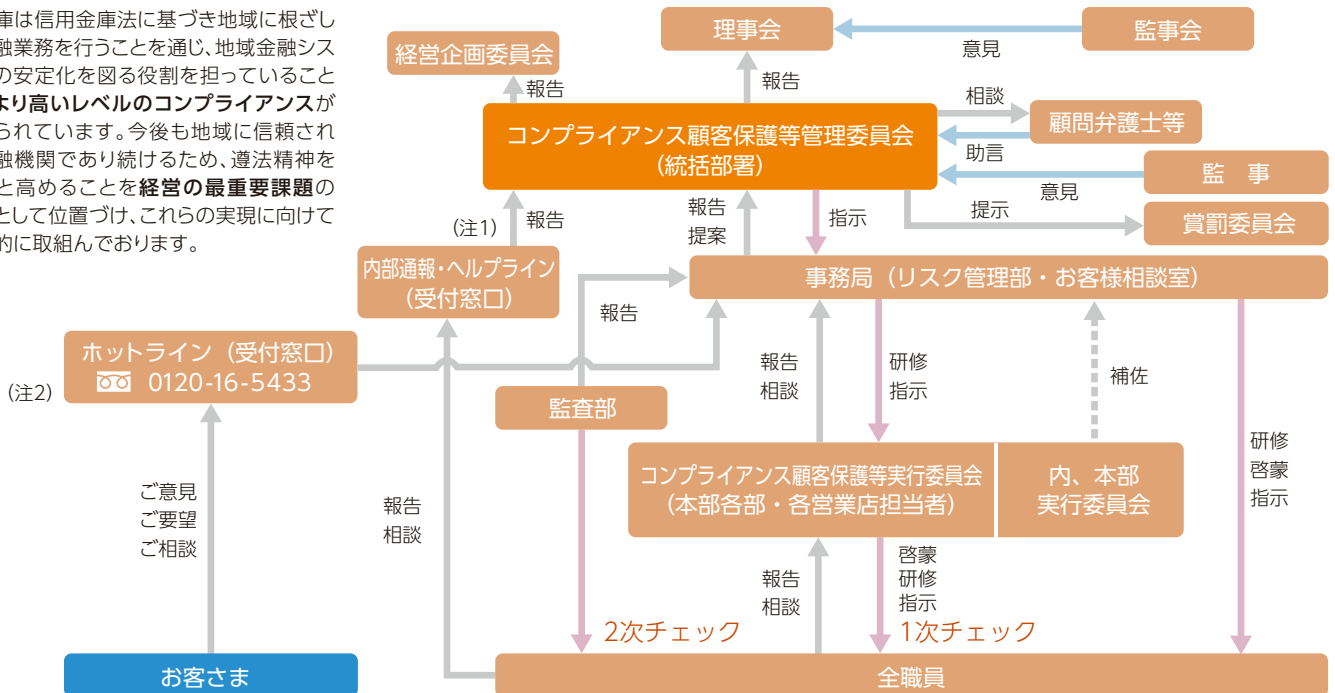 庫は信用金庫法に基づき地域に根ざし
融業務を行うことを通じ、地域金融シス
の安定化を図る役割を担っていること
より高いレベルのコンプライアンスが
られています。今後も地域に信頼され
融機関であり続けるため、遵法精神を
と高めることを経営の最重要課題の
として位置づけ、これらの実現に向けて
的に取組んでおります。
経営企画委員会
理事会
監事会
意見
報告
報告
相談
コンプライアンス顧客保護等管理委員会
(統括部署)
顧問弁護士等
助言
監 事
意見
提示
賞罰委員会
(注1)
報告
報告
提案
指示
内部通報・ヘルプライン
(受付窓口)
事務局(リスク管理部・お客様相談室)
報告
ホットライン(受付窓口)
0120-16-5433
(注2)
報告
相談
研修
指示
補佐
監査部
コンプライアンス顧客保護等実行委員会
(本部各部・各営業店担当者)
内、本部
実行委員会
研修
啓蒙
指示
ご意見
ご要望
ご相談
報告
相談
報告
相談
啓蒙
研修
指示
2次チェック
1次チェック
お客さま
全職員